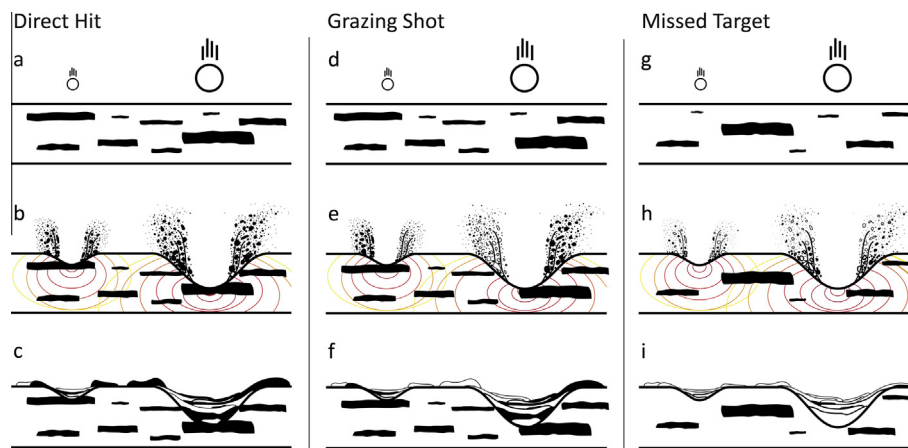 Direct Hit
Grazing Shot
Missed Target
a
d
g
b
e
h
c
f
i